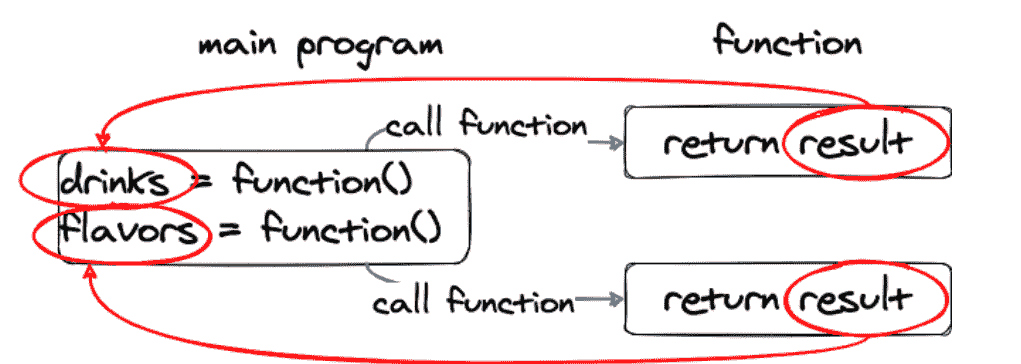 main program
function
call function
return result
drinks = function()
flavors = function()
call function
return result